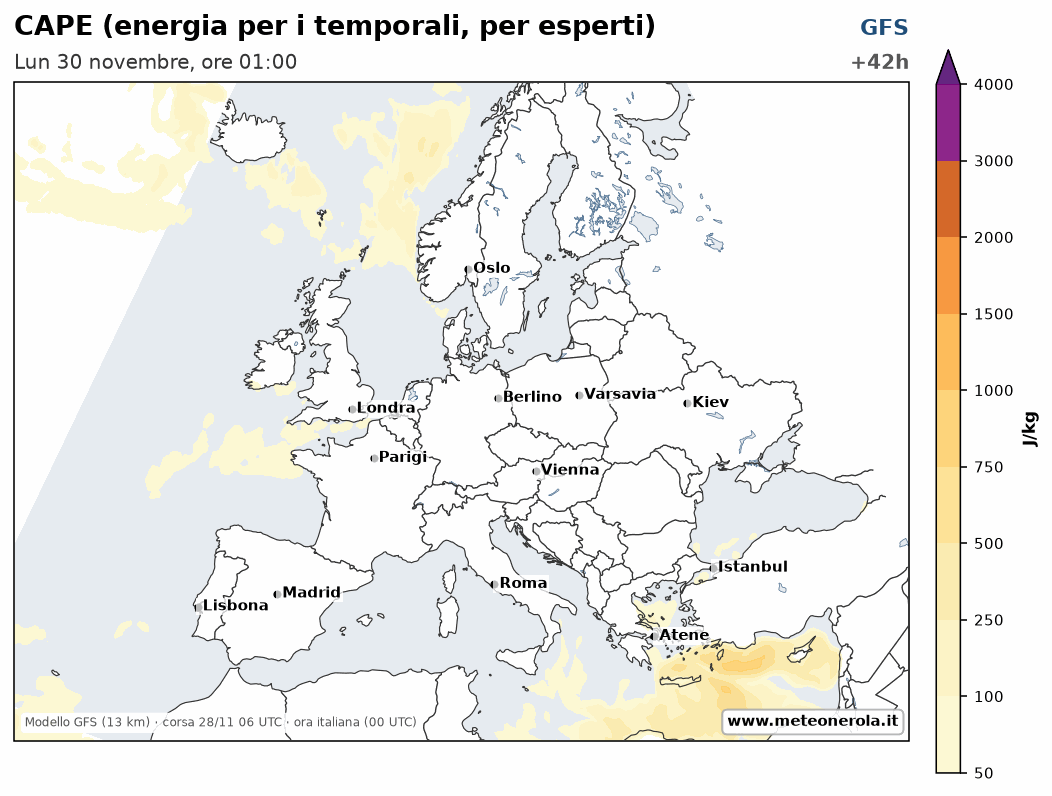 CAPE (energia per i temporali, per esperti)
GFS
Lun 30 novembre, ore 01:00
+42h
4000
3000
2000
1500
1000
750
500
250
100
50
J/kg
Oslo
Londra
Berlino
Varsavia
Kiev
Parigi
Vienna
Istanbul
Roma
Madrid
Lisbona
Atene
Modello GFS (13 km) · corsa 28/11 06 UTC · ora italiana (00 UTC)
www.meteonerola.it